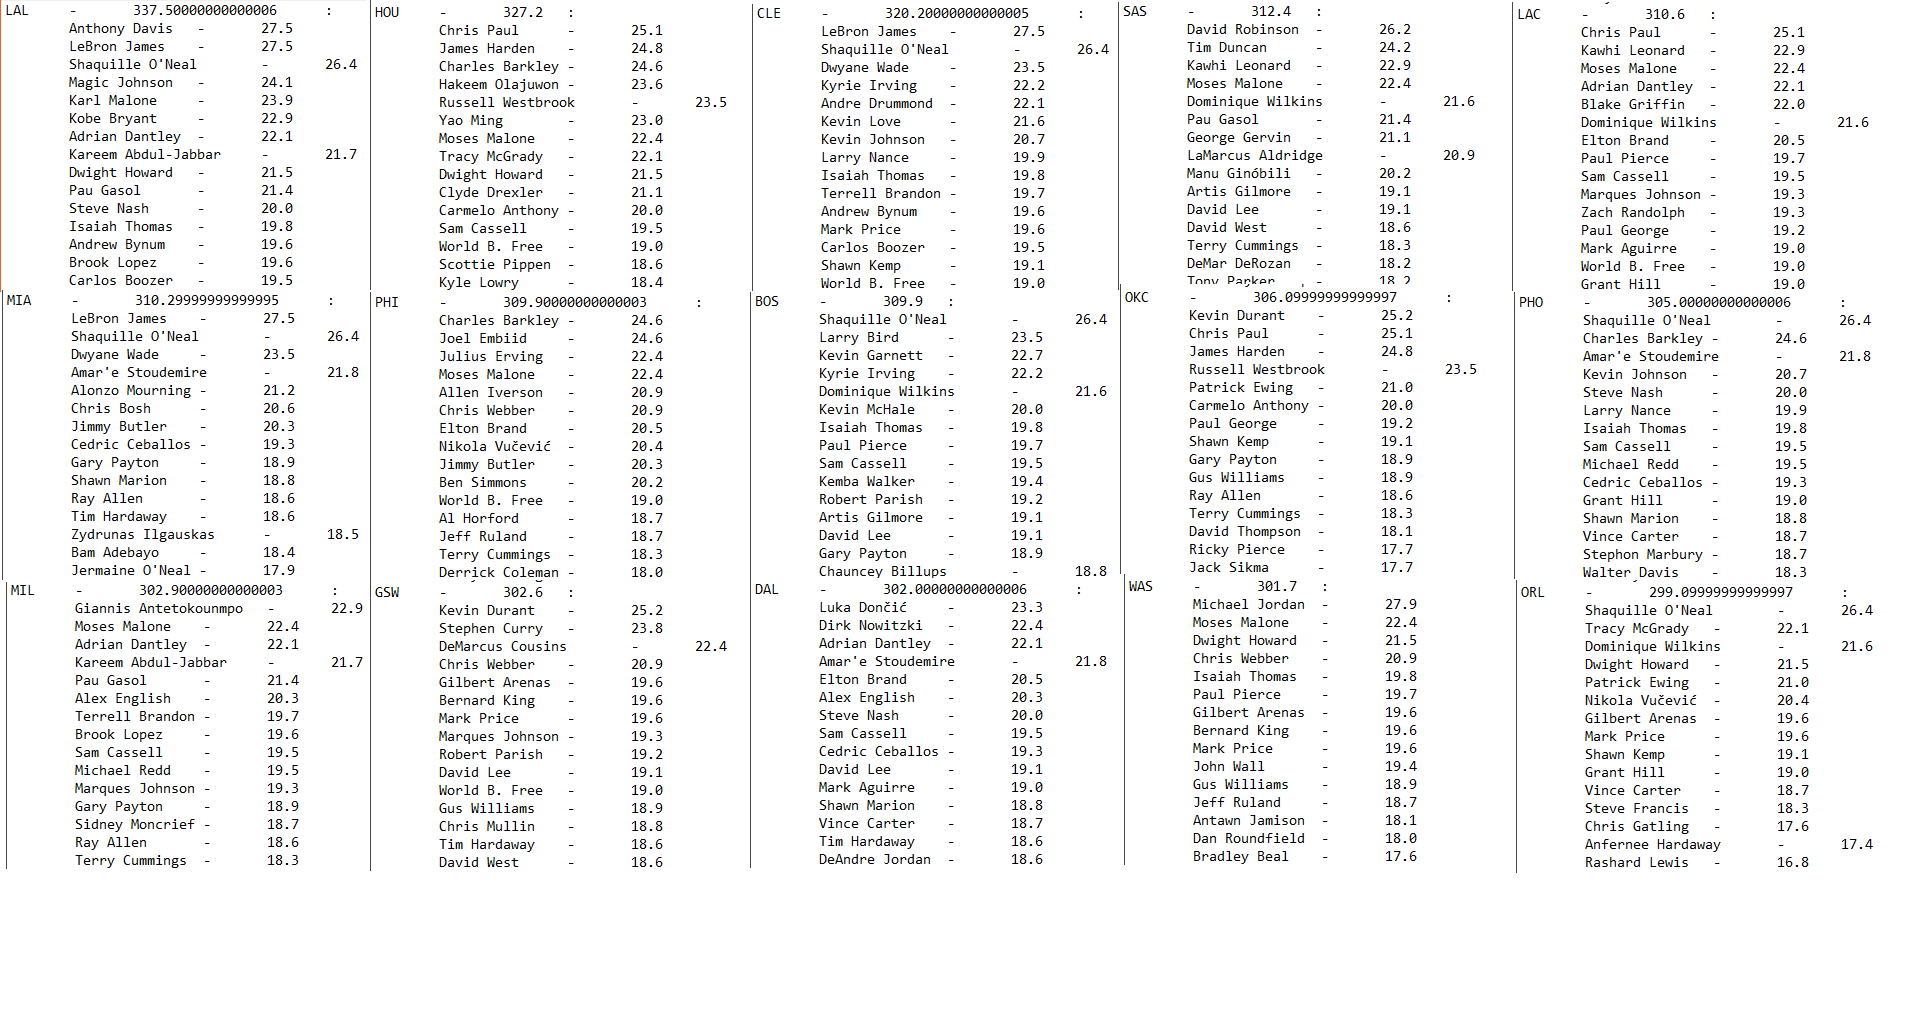 LAL - 337.50000000000006 :
Anthony Davis - 27.5
LeBron James - 27.5
Shaquille O'Neal - 26.4
Magic Johnson - 24.1
Karl Malone - 23.9
Kobe Bryant - 22.9
Adrian Dantley - 22.1
Kareem Abdul-Jabbar - 21.7
Dwight Howard - 21.5
Pau Gasol - 21.4
Steve Nash - 20.0
Isaiah Thomas - 19.8
Andrew Bynum - 19.6
Brook Lopez - 19.6
Carlos Boozer - 19.5
HOU - 327.2 :
Chris Paul - 25.1
James Harden - 24.8
Charles Barkley - 24.6
Hakeem Olajuwon - 23.6
Russell Westbrook - 23.5
Yao Ming - 23.0
Moses Malone - 22.4
Tracy McGrady - 22.1
Dwight Howard - 21.5
Clyde Drexler - 21.1
Carmelo Anthony - 20.0
Sam Cassell - 19.5
World B. Free - 19.0
Scottie Pippen - 18.6
Kyle Lowry - 18.4
CLE - 320.20000000000005 :
LeBron James - 27.5
Shaquille O'Neal - 26.4
Dwyane Wade - 23.5
Kyrie Irving - 22.2
Andre Drummond - 22.1
Kevin Love - 21.6
Kevin Johnson - 20.7
Larry Nance - 19.9
Isaiah Thomas - 19.8
Terrell Brandon - 19.7
Andrew Bynum - 19.6
Mark Price - 19.6
Carlos Boozer - 19.5
Shawn Kemp - 19.1
World B. Free - 19.0
SAS - 312.4 :
David Robinson - 26.2
Tim Duncan - 24.2
Kawhi Leonard - 22.9
Moses Malone - 22.4
Dominique Wilkins - 21.6
Pau Gasol - 21.4
George Gervin - 21.1
LaMarcus Aldridge - 20.9
Manu Ginóbili - 20.2
Artis Gilmore - 19.1
David Lee - 19.1
David West - 18.6
Terry Cummings - 18.3
DeMar DeRozan - 18.2
Tony Parker - 18.2
LAC - 310.6 :
Chris Paul - 25.1
Kawhi Leonard - 22.9
Moses Malone - 22.4
Adrian Dantley - 22.1
Blake Griffin - 22.0
Dominique Wilkins - 21.6
Elton Brand - 20.5
Paul Pierce - 19.7
Sam Cassell - 19.5
Marques Johnson - 19.3
Zach Randolph - 19.3
Paul George - 19.2
Mark Aguirre - 19.0
World B. Free - 19.0
Grant Hill - 19.0
MIA - 310.29999999999995 :
LeBron James - 27.5
Shaquille O'Neal - 26.4
Dwyane Wade - 23.5
Amar'e Stoudemire - 21.8
Alonzo Mourning - 21.2
Chris Bosh - 20.6
Jimmy Butler - 20.3
Cedric Ceballos - 19.3
Gary Payton - 18.9
Shawn Marion - 18.8
Ray Allen - 18.6
Tim Hardaway - 18.6
Zydrunas Ilgauskas - 18.5
Bam Adebayo - 18.4
Jermaine O'Neal - 17.9
PHI - 309.90000000000003 :
Charles Barkley - 24.6
Joel Embiid - 24.6
Julius Erving - 22.4
Moses Malone - 22.4
Allen Iverson - 20.9
Chris Webber - 20.9
Elton Brand - 20.5
Nikola Vučević - 20.4
Jimmy Butler - 20.3
Ben Simmons - 20.2
World B. Free - 19.0
Al Horford - 18.7
Jeff Ruland - 18.7
Terry Cummings - 18.3
Derrick Coleman - 18.0
BOS - 309.9 :
Shaquille O'Neal - 26.4
Larry Bird - 23.5
Kevin Garnett - 22.7
Kyrie Irving - 22.2
Dominique Wilkins - 21.6
Kevin McHale - 20.0
Isaiah Thomas - 19.8
Paul Pierce - 19.7
Sam Cassell - 19.5
Kemba Walker - 19.4
Robert Parish - 19.2
Artis Gilmore - 19.1
David Lee - 19.1
Gary Payton - 18.9
Chauncey Billups - 18.8
OKC - 306.09999999999997 :
Kevin Durant - 25.2
Chris Paul - 25.1
James Harden - 24.8
Russell Westbrook - 23.5
Patrick Ewing - 21.0
Carmelo Anthony - 20.0
Paul George - 19.2
Shawn Kemp - 19.1
Gary Payton - 18.9
Gus Williams - 18.9
Ray Allen - 18.6
Terry Cummings - 18.3
David Thompson - 18.1
Ricky Pierce - 17.7
Jack Sikma - 17.7
PHO - 305.00000000000006 :
Shaquille O'Neal - 26.4
Charles Barkley - 24.6
Amar'e Stoudemire - 21.8
Kevin Johnson - 20.7
Steve Nash - 20.0
Larry Nance - 19.9
Isaiah Thomas - 19.8
Sam Cassell - 19.5
Michael Redd - 19.5
Cedric Ceballos - 19.3
Grant Hill - 19.0
Shawn Marion - 18.8
Vince Carter - 18.7
Stephon Marbury - 18.7
Walter Davis - 18.3
MIL - 302.90000000000003 :
Giannis Antetokounmpo - 22.9
Moses Malone - 22.4
Adrian Dantley - 22.1
Kareem Abdul-Jabbar - 21.7
Pau Gasol - 21.4
Alex English - 20.3
Terrell Brandon - 19.7
Brook Lopez - 19.6
Sam Cassell - 19.5
Michael Redd - 19.5
Marques Johnson - 19.3
Gary Payton - 18.9
Sidney Moncrief - 18.7
Ray Allen - 18.6
Terry Cummings - 18.3
GSW - 302.6 :
Kevin Durant - 25.2
Stephen Curry - 23.8
DeMarcus Cousins - 22.4
Chris Webber - 20.9
Gilbert Arenas - 19.6
Bernard King - 19.6
Mark Price - 19.6
Marques Johnson - 19.3
Robert Parish - 19.2
David Lee - 19.1
World B. Free - 19.0
Gus Williams - 18.9
Chris Mullin - 18.8
Tim Hardaway - 18.6
David West - 18.6
DAL - 302.00000000000006 :
Luka Dončić - 23.3
Dirk Nowitzki - 22.4
Adrian Dantley - 22.1
Amar'e Stoudemire - 21.8
Elton Brand - 20.5
Alex English - 20.3
Steve Nash - 20.0
Sam Cassell - 19.5
Cedric Ceballos - 19.3
David Lee - 19.1
Mark Aguirre - 19.0
Shawn Marion - 18.8
Vince Carter - 18.7
Tim Hardaway - 18.6
DeAndre Jordan - 18.6
WAS - 301.7 :
Michael Jordan - 27.9
Moses Malone - 22.4
Dwight Howard - 21.5
Chris Webber - 20.9
Isaiah Thomas - 19.8
Paul Pierce - 19.7
Gilbert Arenas - 19.6
Bernard King - 19.6
Mark Price - 19.6
John Wall - 19.4
Gus Williams - 18.9
Jeff Ruland - 18.7
Antawn Jamison - 18.1
Dan Roundfield - 18.0
Bradley Beal - 17.6
ORL - 299.09999999999997 :
Shaquille O'Neal - 26.4
Tracy McGrady - 22.1
Dominique Wilkins - 21.6
Dwight Howard - 21.5
Patrick Ewing - 21.0
Nikola Vučević - 20.4
Gilbert Arenas - 19.6
Mark Price - 19.6
Shawn Kemp - 19.1
Grant Hill - 19.0
Vince Carter - 18.7
Steve Francis - 18.3
Chris Gatling - 17.6
Anfernee Hardaway - 17.4
Rashard Lewis - 16.8